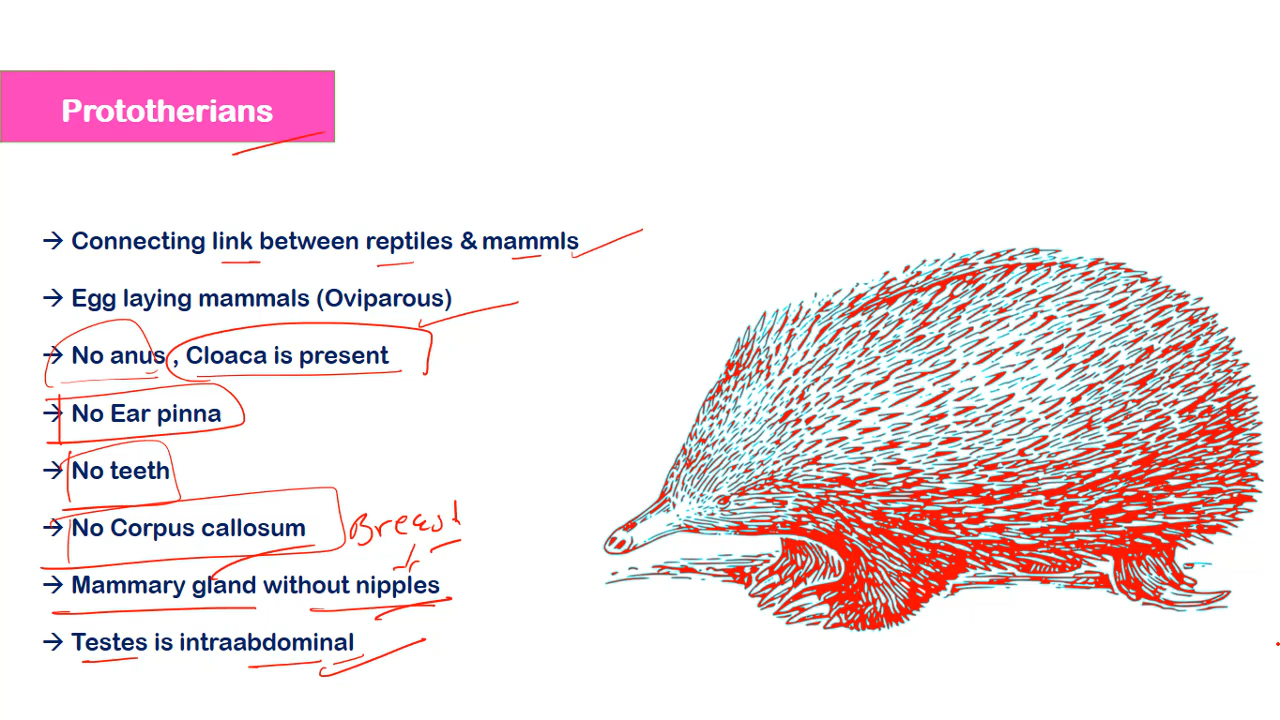 Prototherians
→ Connecting link between reptiles & mammls
→ Egg laying mammals (Oviparous)
→ No anus , Cloaca is present
→ No Ear pinna
→ No teeth
→ No Corpus callosum
Breast
→ Mammary gland without nipples
→ Testes is intraabdominal